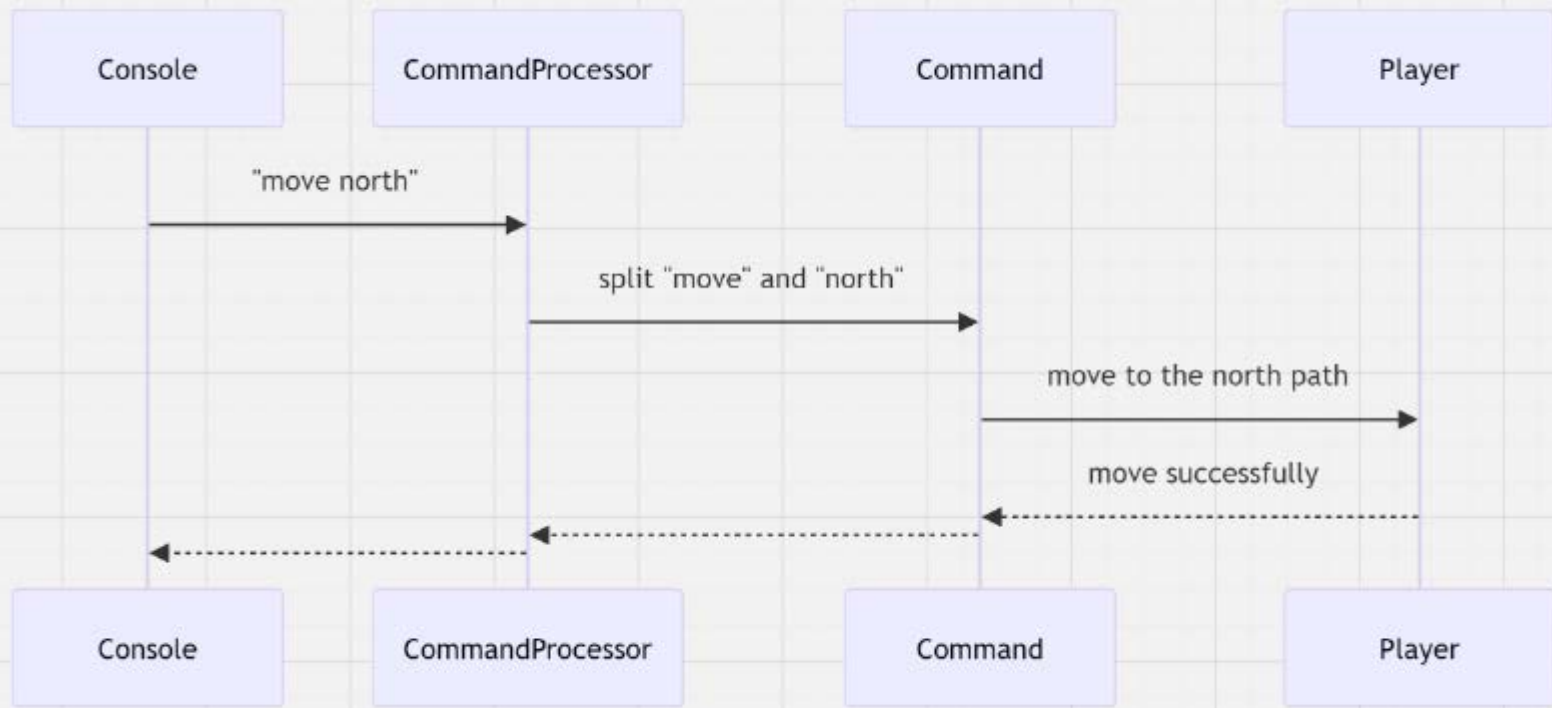 Console
CommandProcessor
Command
Player
"move north"
split "move" and "north"
move to the north path
move successfully
Console
CommandProcessor
Command
Player